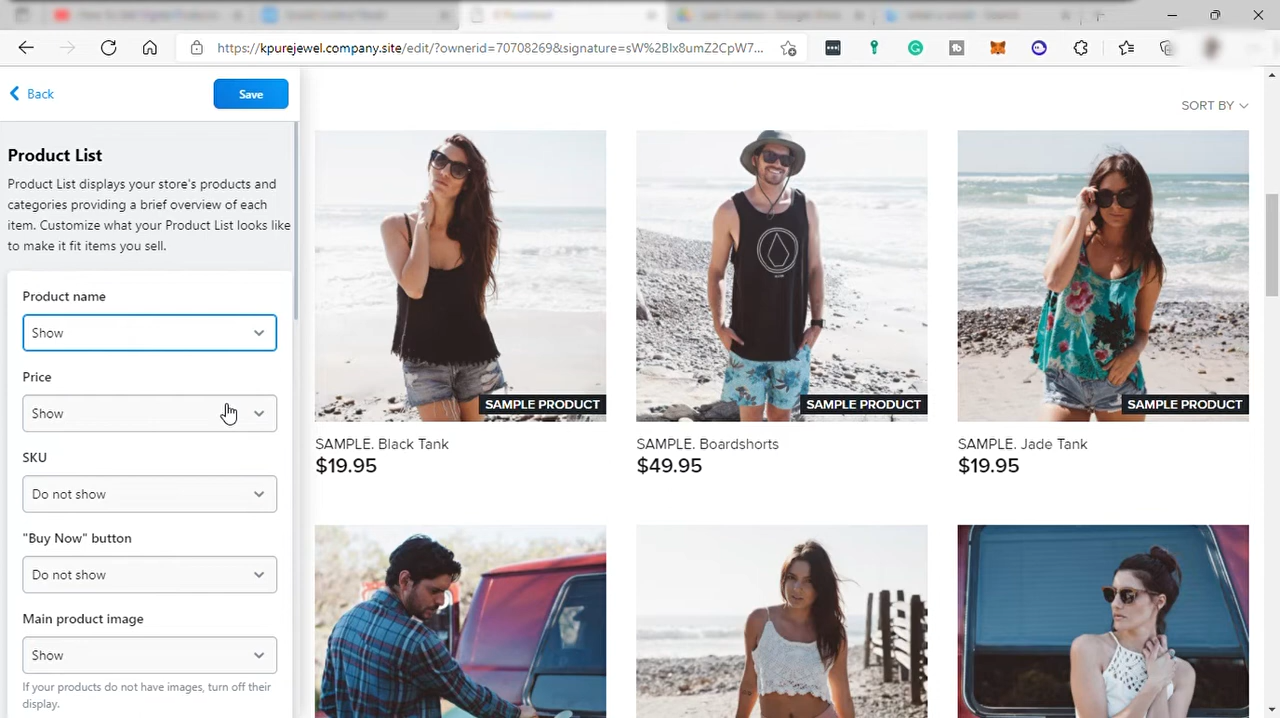 https://kpurejewel.company.site/edit/?ownerid=70708269&signature=sW%2BIx8umZ2CpW7...
Back
Save
Product List
Product List displays your store's products and
categories providing a brief overview of each
item. Customize what your Product List looks like
to make it fit items you sell.
Product name
Show
Price
Show
SKU
Do not show
"Buy Now" button
Do not show
Main product image
Show
If your products do not have images, turn off their
display.
SORT BY
SAMPLE PRODUCT
SAMPLE PRODUCT
SAMPLE PRODUCT
SAMPLE. Black Tank
$19.95
SAMPLE. Boardshorts
$49.95
SAMPLE. Jade Tank
$19.95